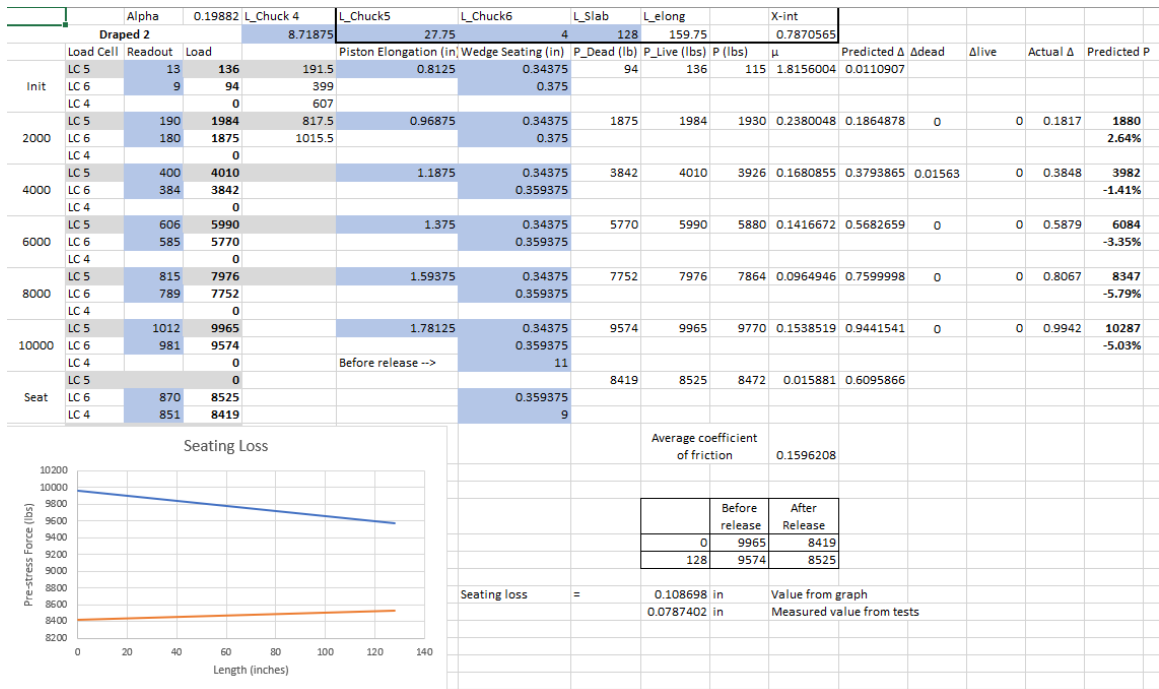 Alpha 0.19882 L_Chuck 4 L_Chuck5 L_Chuck6 L_Slab L_elong X-int
Draped 2 8.71875 27.75 4 128 159.75 0.7870565
Load Cell Readout Load Piston Elongation (in Wedge Seating (in) P_Dead (lb) P_Live (lbs) P (lbs) μ Predicted Δ Δdead Δlive Actual Δ Predicted P
LC 5 13 136 191.5 0.8125 0.34375 94 136 115 1.8156004 0.0110907
Init LC 6 9 94 399 0.375
LC 4 0 607
LC 5 190 1984 817.5 0.96875 0.34375 1875 1984 1930 0.2380048 0.1864878 0 0 0.1817 1880
2000 LC 6 180 1875 1015.5 0.375 2.64%
LC 4 0
LC 5 400 4010 1.1875 0.34375 3842 4010 3926 0.1680855 0.3793865 0.01563 0 0.3848 3982
4000 LC 6 384 3842 0.359375 -1.41%
LC 4 0
LC 5 606 5990 1.375 0.34375 5770 5990 5880 0.1416672 0.5682659 0 0 0.5879 6084
6000 LC 6 585 5770 0.359375 -3.35%
LC 4 0
LC 5 815 7976 1.59375 0.34375 7752 7976 7864 0.0964946 0.7599998 0 0 0.8067 8347
8000 LC 6 789 7752 0.359375 -5.79%
LC 4 0
LC 5 1012 9965 1.78125 0.34375 9574 9965 9770 0.1538519 0.9441541 0 0 0.9942 10287
10000 LC 6 981 9574 0.359375 -5.03%
LC 4 0 Before release --> 11
LC 5 0 8419 8525 8472 0.015881 0.6095866
Seat LC 6 870 8525 0.359375
LC 4 851 8419 9
Seating Loss
Pre-stress Force (lbs)
10200
10000
9800
9600
9400
9200
9000
8800
8600
8400
8200
0 20 40 60 80 100 120 140
Length (inches)
Average coefficient
of friction 0.1596208
Before After
release Release
0 9965 8419
128 9574 8525
Seating loss = 0.108698 in Value from graph
0.0787402 in Measured value from tests